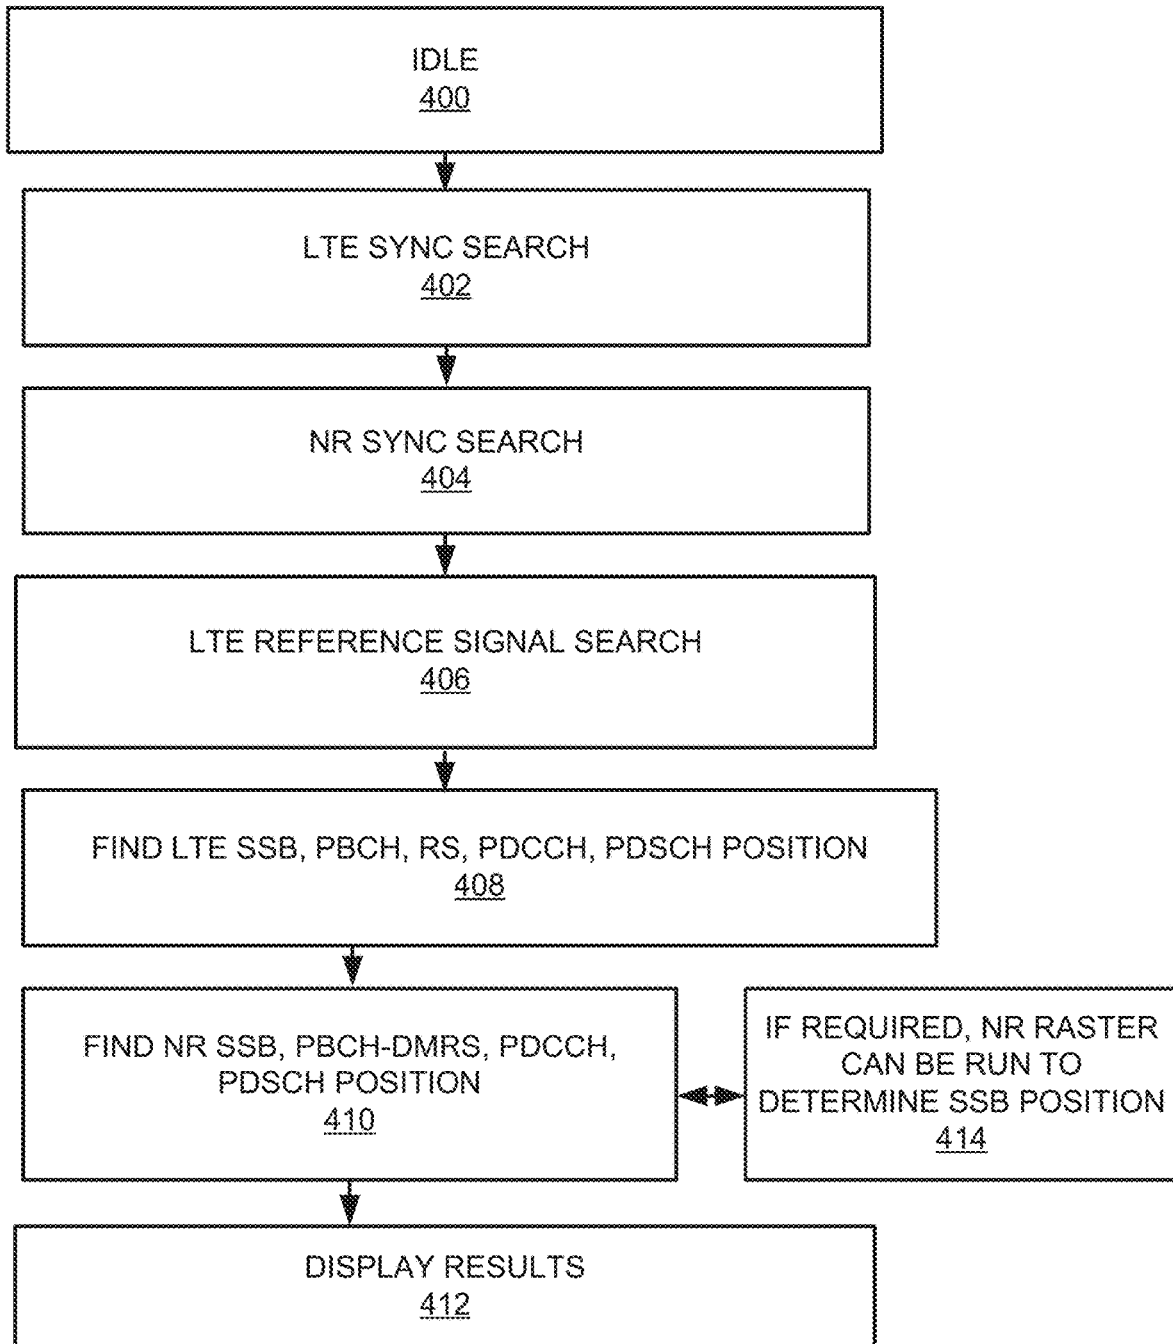 IDLE
400
LTE SYNC SEARCH
402
NR SYNC SEARCH
404
LTE REFERENCE SIGNAL SEARCH
406
FIND LTE SSB, PBCH, RS, PDCCH, PDSCH POSITION
408
FIND NR SSB, PBCH-DMRS, PDCCH,
PDSCH POSITION
410
IF REQUIRED, NR RASTER
CAN BE RUN TO
DETERMINE SSB POSITION
414
DISPLAY RESULTS
412